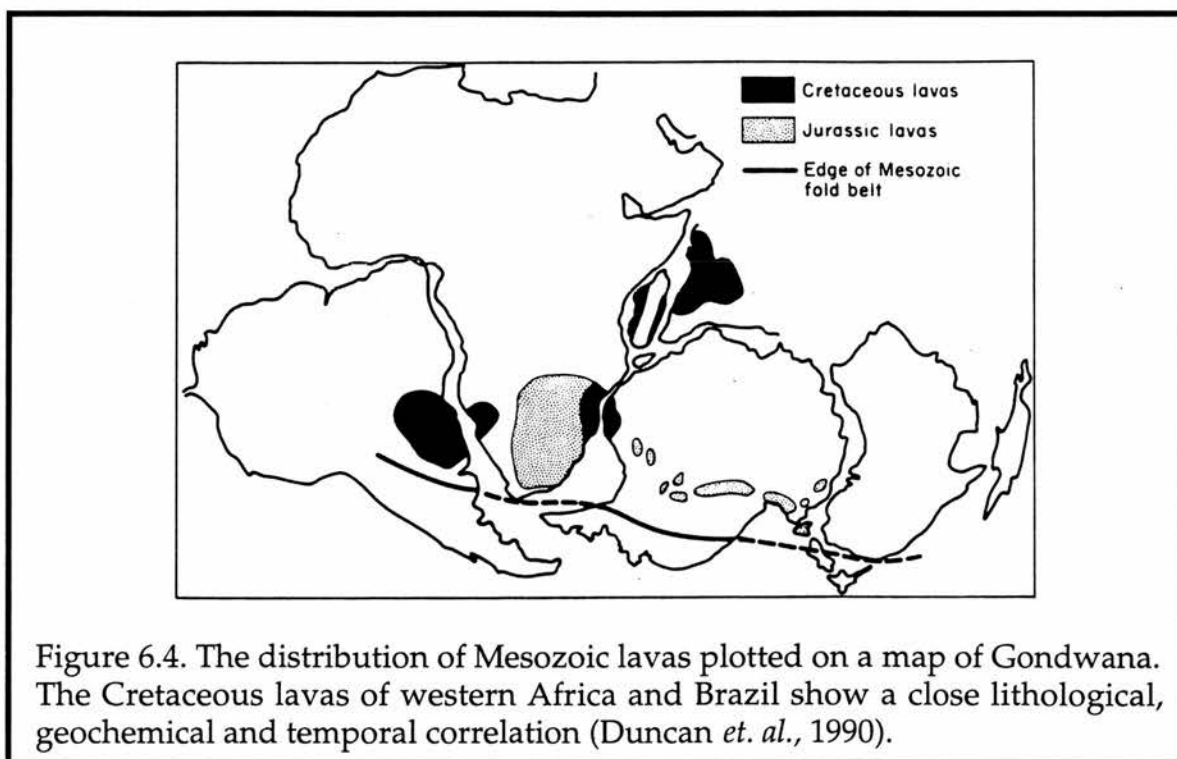 Cretaceous lavas
Jurassic lavas
Edge of Mesozoic
fold belt
Figure 6.4. The distribution of Mesozoic lavas plotted on a map of Gondwana.
The Cretaceous lavas of western Africa and Brazil show a close lithological,
geochemical and temporal correlation (Duncan et. al., 1990).